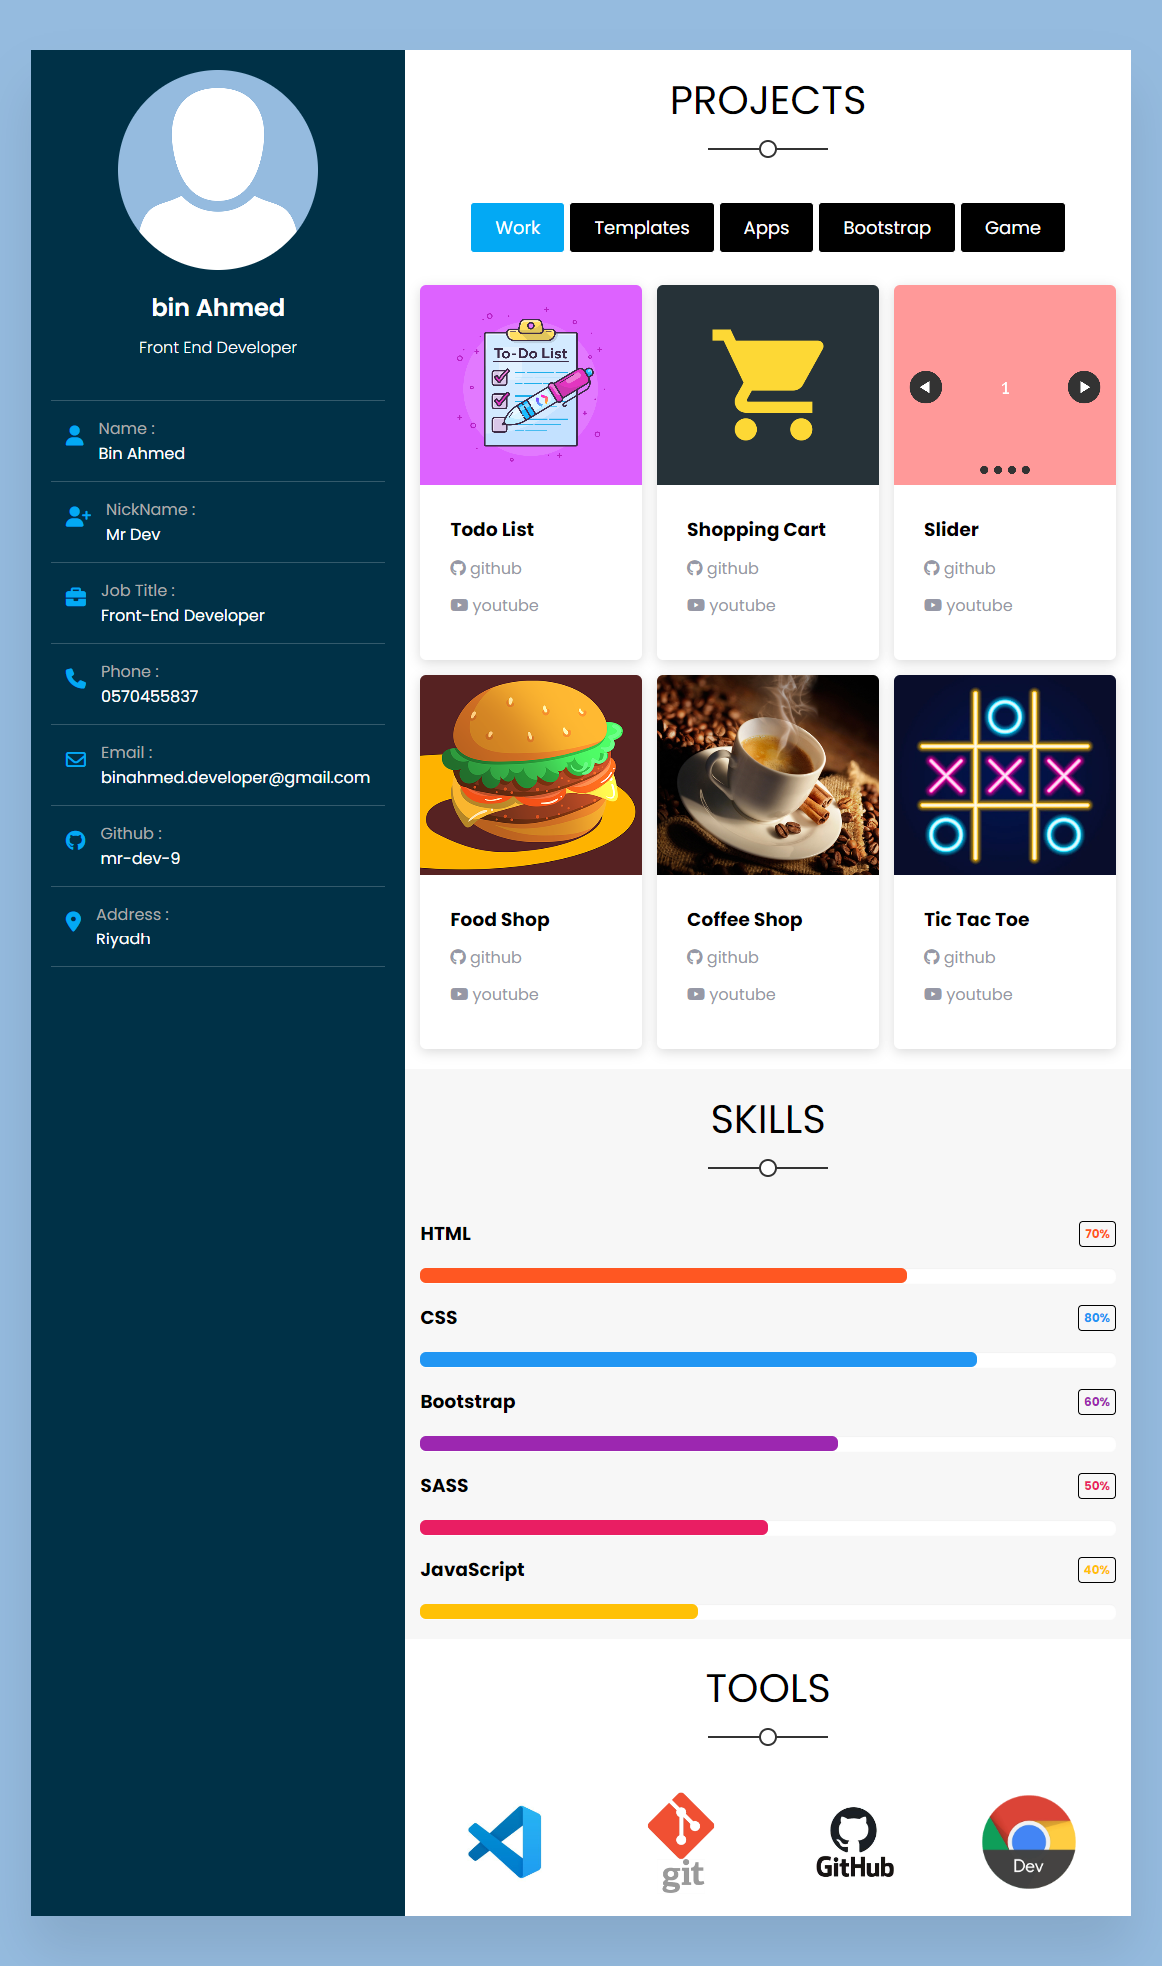 bin Ahmed
Front End Developer
Name :
Bin Ahmed
NickName :
Mr Dev
Job Title :
Front-End Developer
Phone :
0570455837
Email :
binahmed.developer@gmail.com
Github :
mr-dev-9
Address :
Riyadh
PROJECTS
Work Templates Apps Bootstrap Game
To-Do List
1
Todo List
github
youtube
Shopping Cart
github
youtube
Slider
github
youtube
Food Shop
github
youtube
Coffee Shop
github
youtube
Tic Tac Toe
github
youtube
SKILLS
HTML 70%
CSS 80%
Bootstrap 60%
SASS 50%
JavaScript 40%
TOOLS
git
GitHub
Dev